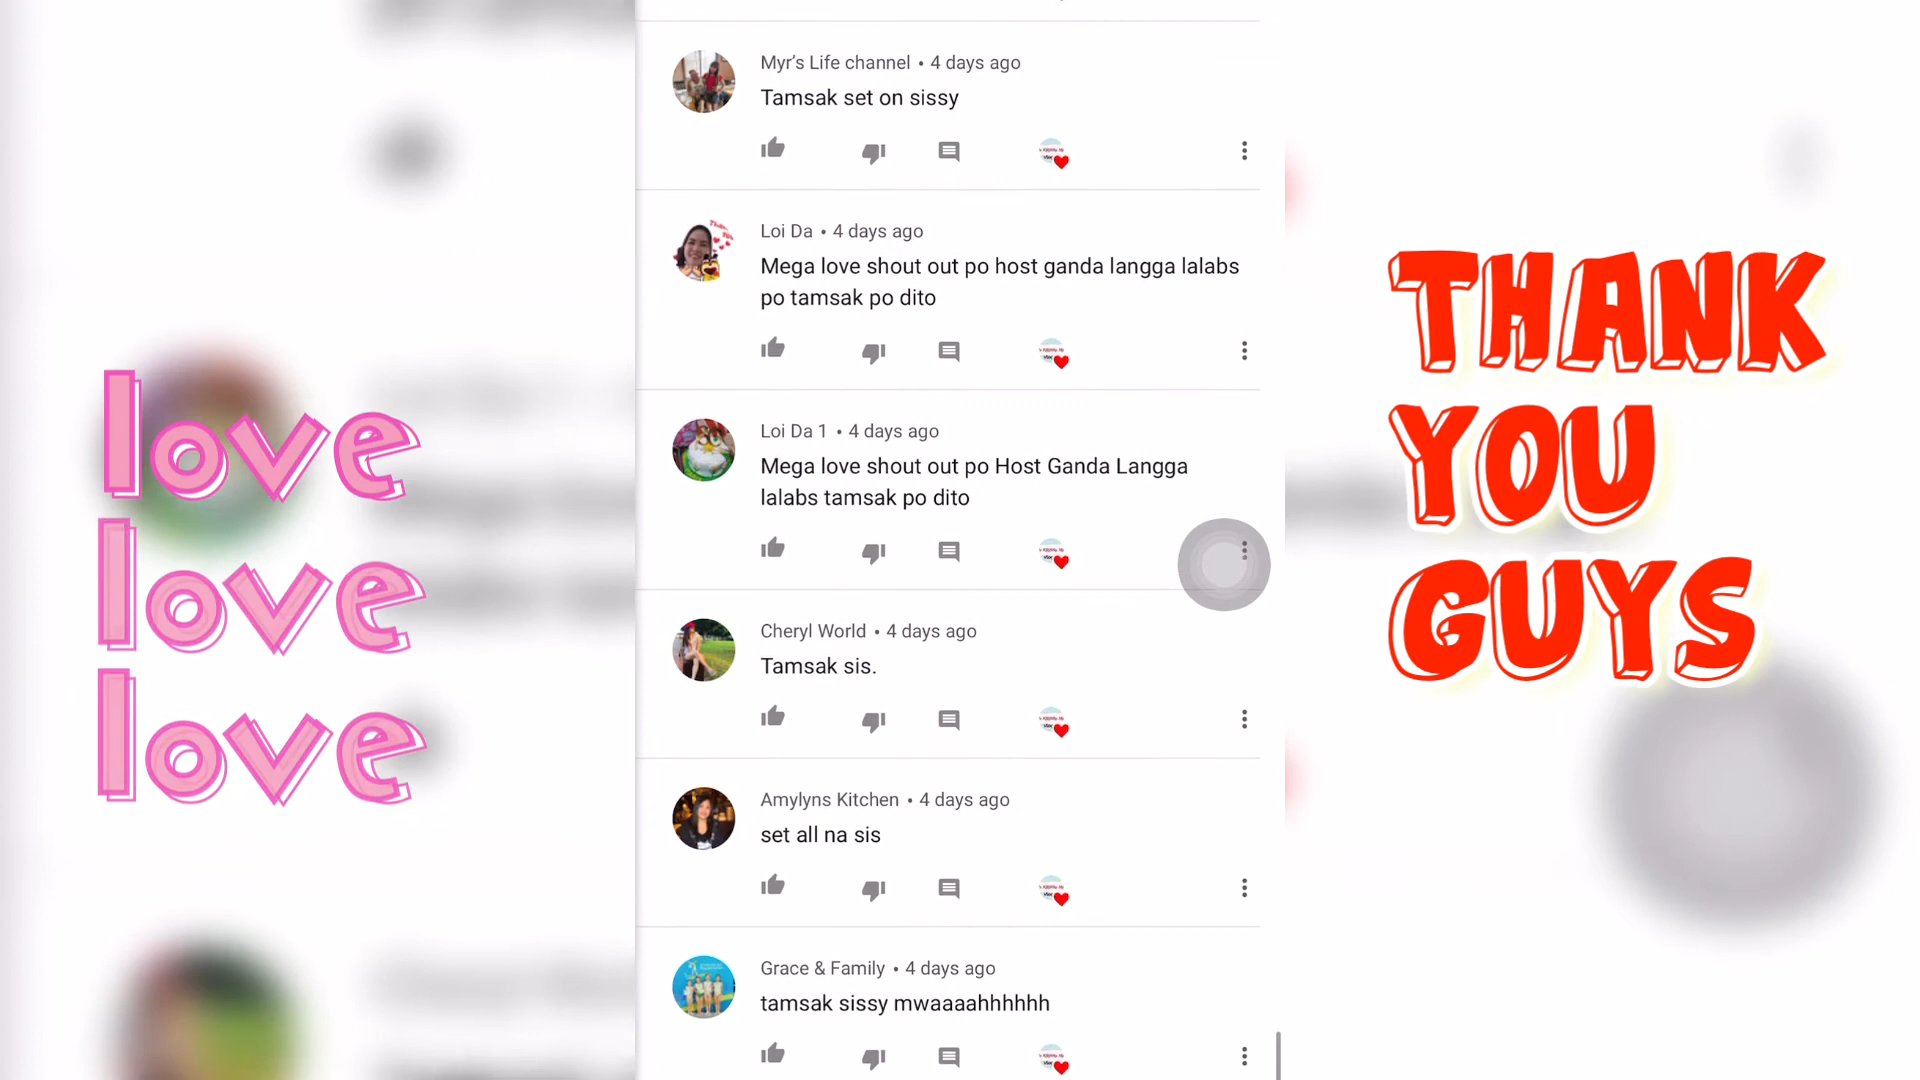 love
love
love
Myr's Life channel • 4 days ago
Tamsak set on sissy
Loi Da • 4 days ago
Mega love shout out po host ganda langga lalabs
po tamsak po dito
Loi Da 1 • 4 days ago
Mega love shout out po Host Ganda Langga
lalabs tamsak po dito
Cheryl World • 4 days ago
Tamsak sis.
Amylyns Kitchen • 4 days ago
set all na sis
Grace & Family • 4 days ago
tamsak sissy mwaaaahhhhhh
THANK
YOU
GUYS